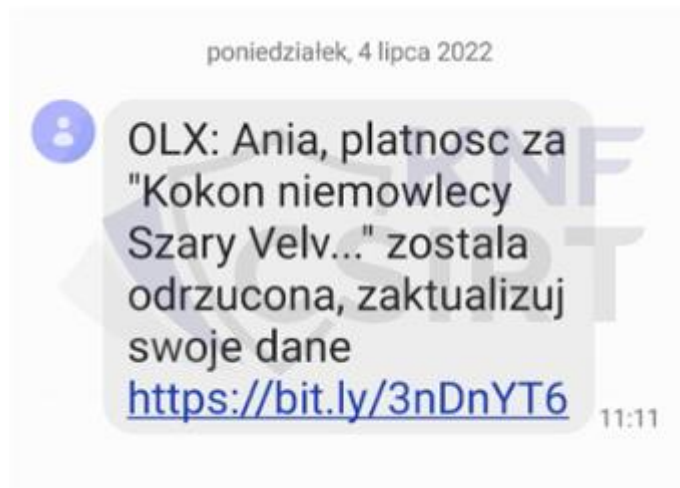 poniedziałek, 4 lipca 2022
OLX: Ania, platnosc za
"Kokon niemowlecy
Szary Velv..." zostala
odrzucona, zaktualizuj
swoje dane
https://bit.ly/3nDnYT6
11:11
KNF
CSIRT